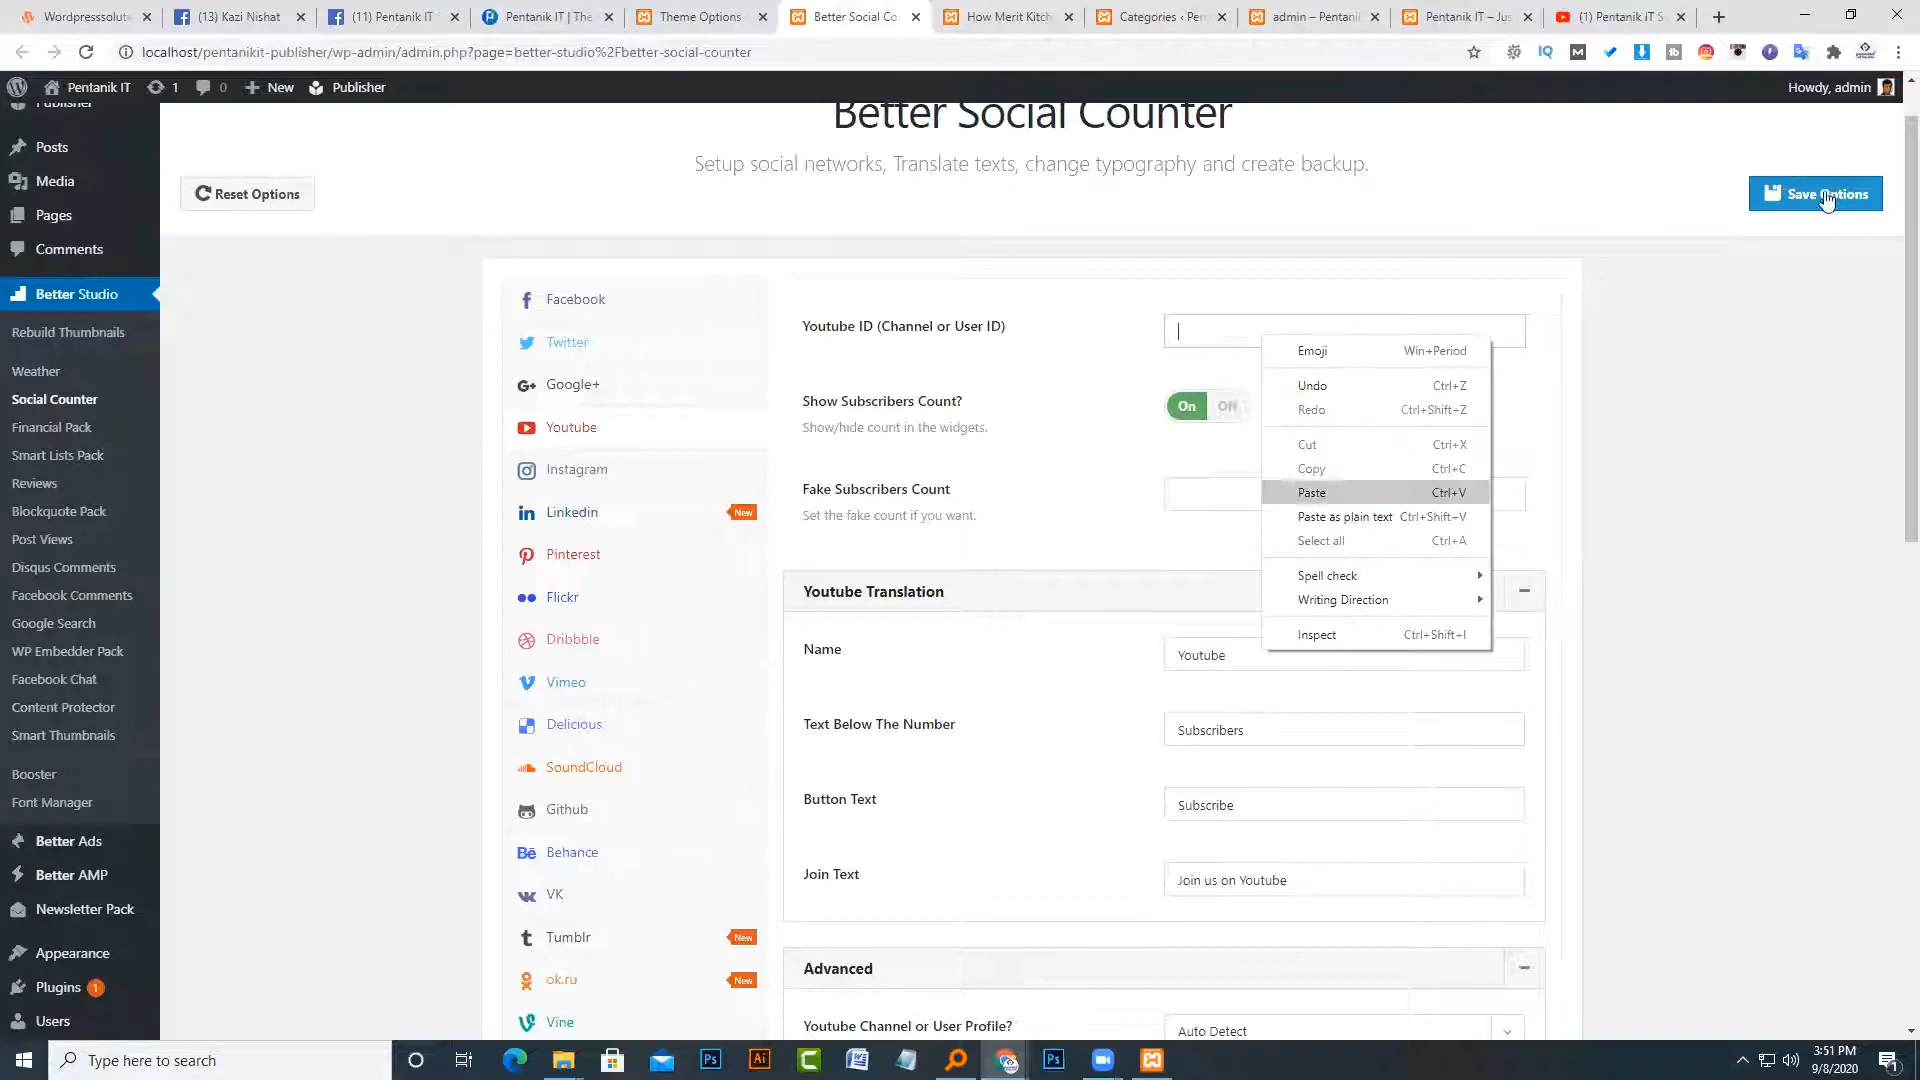 Wordpresssolut
(13) Kazi Nishat
(11) Pentanik IT
Pentanik IT | The
Theme Options
Better Social Co
How Merit Kitch
Categories ‹ Pen
admin – Pentani
Pentanik IT – Jus
(1) Pentanik IT S
localhost/pentanikit-publisher/wp-admin/admin.php?page=better-studio%2Fbetter-social-counter
Pentanik IT
1
0
New
Publisher
Howdy, admin
Publisher
Posts
Media
Pages
Comments
Better Studio
Rebuild Thumbnails
Weather
Social Counter
Financial Pack
Smart Lists Pack
Reviews
Blockquote Pack
Post Views
Disqus Comments
Facebook Comments
Google Search
WP Embedder Pack
Facebook Chat
Content Protector
Smart Thumbnails
Booster
Font Manager
Better Ads
Better AMP
Newsletter Pack
Appearance
Plugins 1
Users
Better Social Counter
Setup social networks, Translate texts, change typography and create backup.
Reset Options
Save Options
Facebook
Twitter
Google+
Youtube
Instagram
Linkedin New
Pinterest
Flickr
Dribbble
Vimeo
Delicious
SoundCloud
Github
Behance
VK
Tumblr New
ok.ru New
Vine
Youtube ID (Channel or User ID)
Show Subscribers Count?
Show/hide count in the widgets.
On Off
Fake Subscribers Count
Set the fake count if you want.
Youtube Translation
Name
Youtube
Text Below The Number
Subscribers
Button Text
Subscribe
Join Text
Join us on Youtube
Advanced
Youtube Channel or User Profile?
Auto Detect
Emoji Win+Period
Undo Ctrl+Z
Redo Ctrl+Shift+Z
Cut Ctrl+X
Copy Ctrl+C
Paste Ctrl+V
Paste as plain text Ctrl+Shift+V
Select all Ctrl+A
Spell check
Writing Direction
Inspect Ctrl+Shift+I
Type here to search
3:51 PM
9/8/2020
1